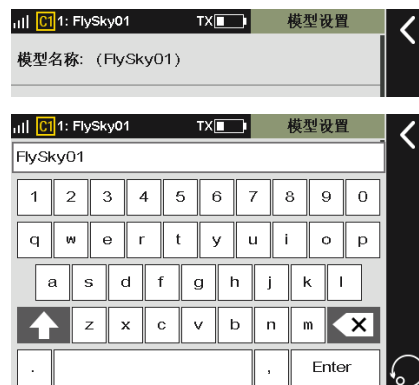 C1 1: FlySky01 TX 模型设置
模型名称: (FlySky01)
C1 1: FlySky01 TX 模型设置
FlySky01
1 2 3 4 5 6 7 8 9 0
q w e r t y u i o p
a s d f g h j k l
z x c v b n m
. , Enter